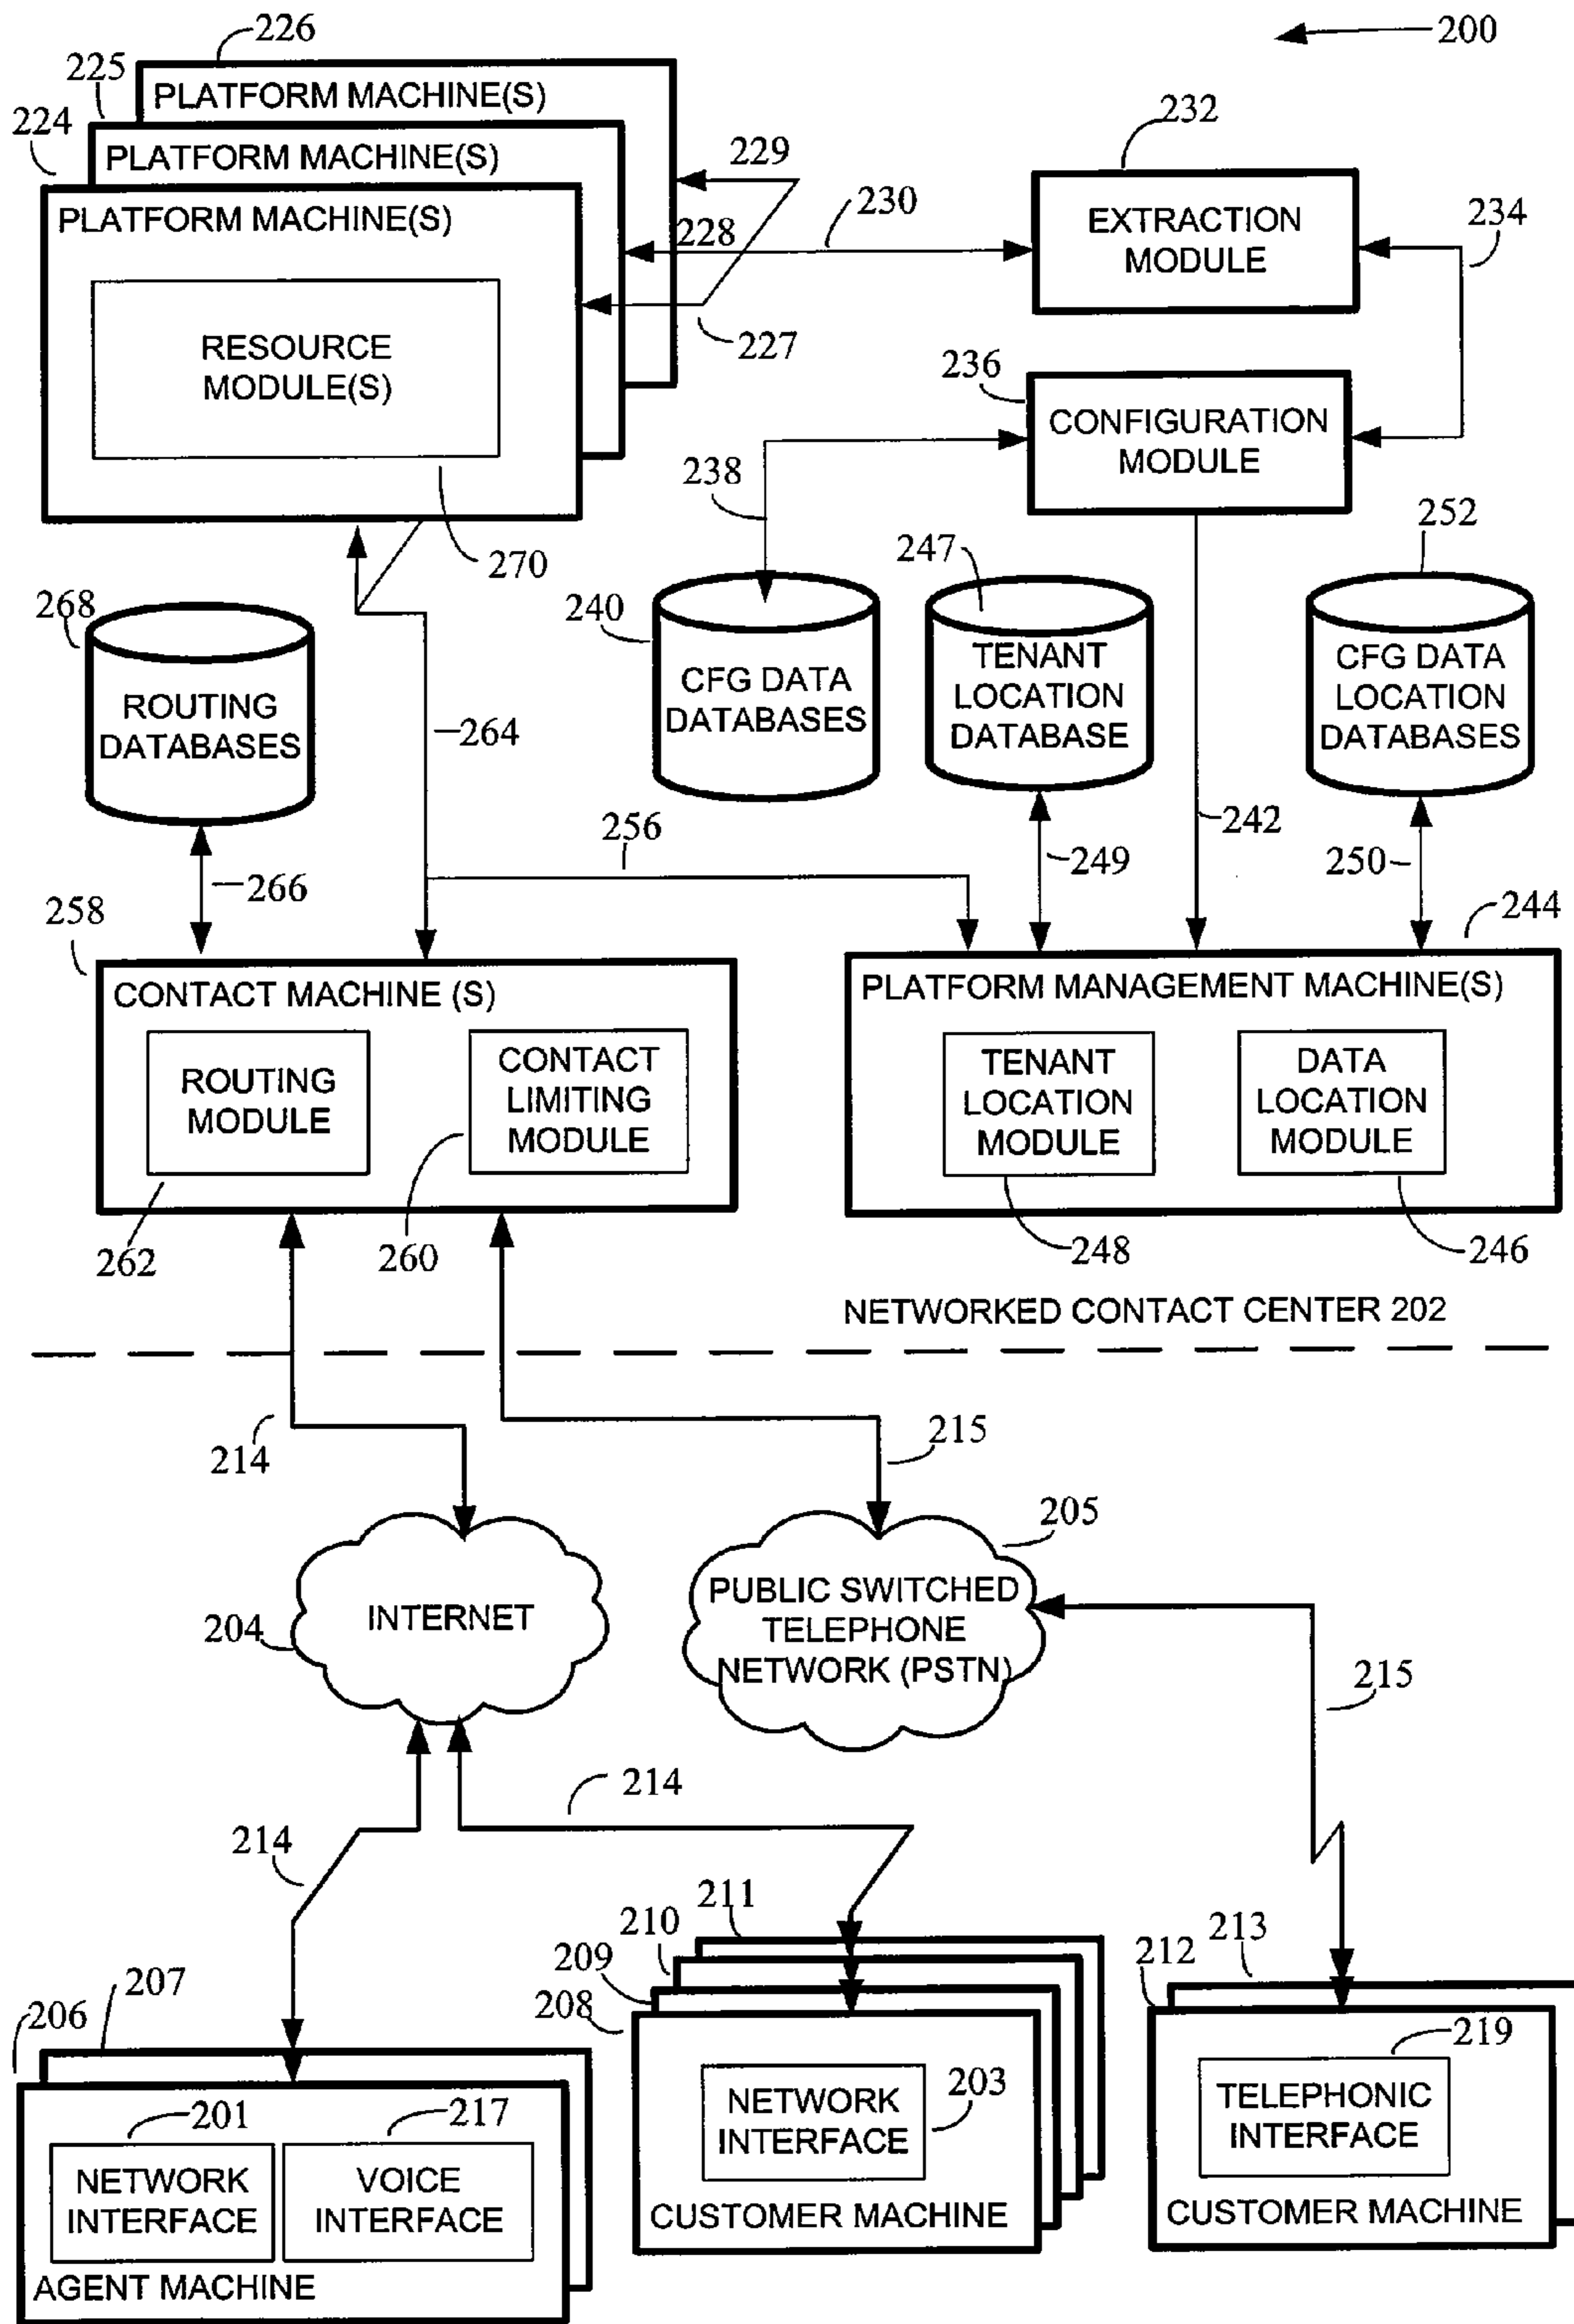 200
226
225
224
PLATFORM MACHINE(S)
PLATFORM MACHINE(S)
PLATFORM MACHINE(S)
RESOURCE
MODULE(S)
229
228
227
230
232
EXTRACTION
MODULE
234
236
CONFIGURATION
MODULE
238
270
268
ROUTING
DATABASES
264
240
CFG DATA
DATABASES
247
TENANT
LOCATION
DATABASE
252
CFG DATA
LOCATION
DATABASES
266
256
249
242
250
258
CONTACT MACHINE (S)
ROUTING
MODULE
CONTACT
LIMITING
MODULE
262
260
244
PLATFORM MANAGEMENT MACHINE(S)
TENANT
LOCATION
MODULE
DATA
LOCATION
MODULE
248
246
NETWORKED CONTACT CENTER 202
214
215
204
INTERNET
205
PUBLIC SWITCHED
TELEPHONE
NETWORK (PSTN)
215
214
214
206
207
201
217
NETWORK
INTERFACE
VOICE
INTERFACE
AGENT MACHINE
211
210
209
208
NETWORK
INTERFACE
203
CUSTOMER MACHINE
213
212
219
TELEPHONIC
INTERFACE
CUSTOMER MACHINE